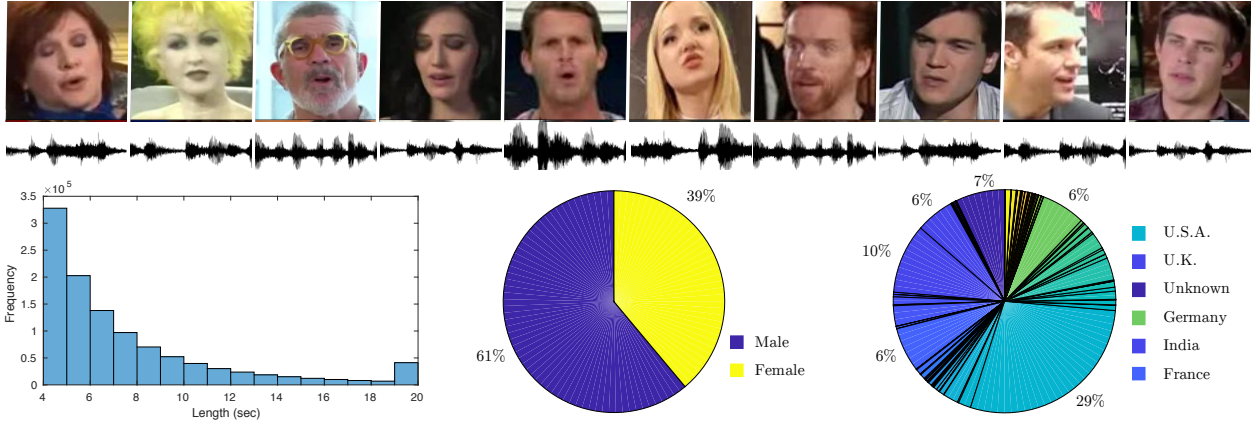 ×10⁵
3.5
3
2.5
2
1.5
1
0.5
0
Frequency
4 6 8 10 12 14 16 18 20
Length (sec)
39%
61%
Male
Female
7%
6%
6%
10%
6%
29%
U.S.A.
U.K.
Unknown
Germany
India
France